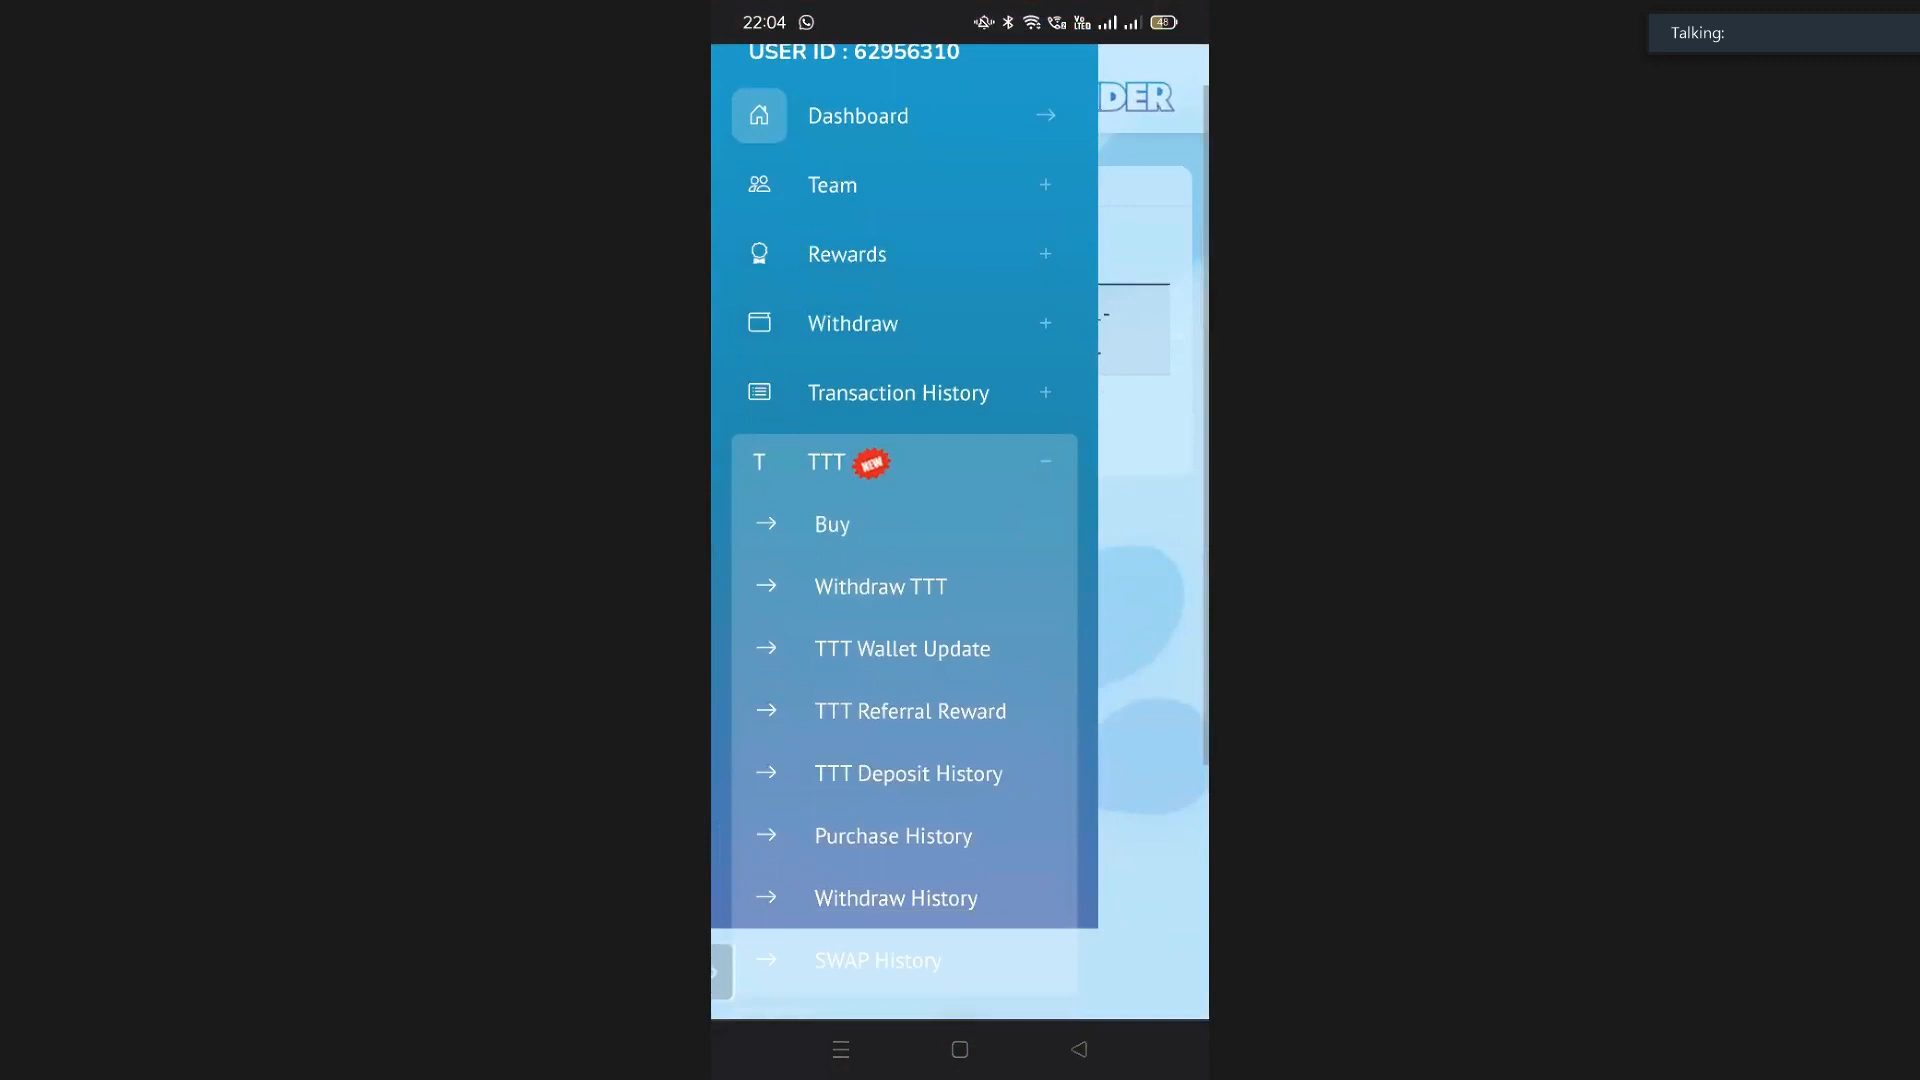 22:04
48
Talking:
USER ID : 62956310
DER
Dashboard
Team
Rewards
Withdraw
Transaction History
T TTT NEW
Buy
Withdraw TTT
TTT Wallet Update
TTT Referral Reward
TTT Deposit History
Purchase History
Withdraw History
SWAP History